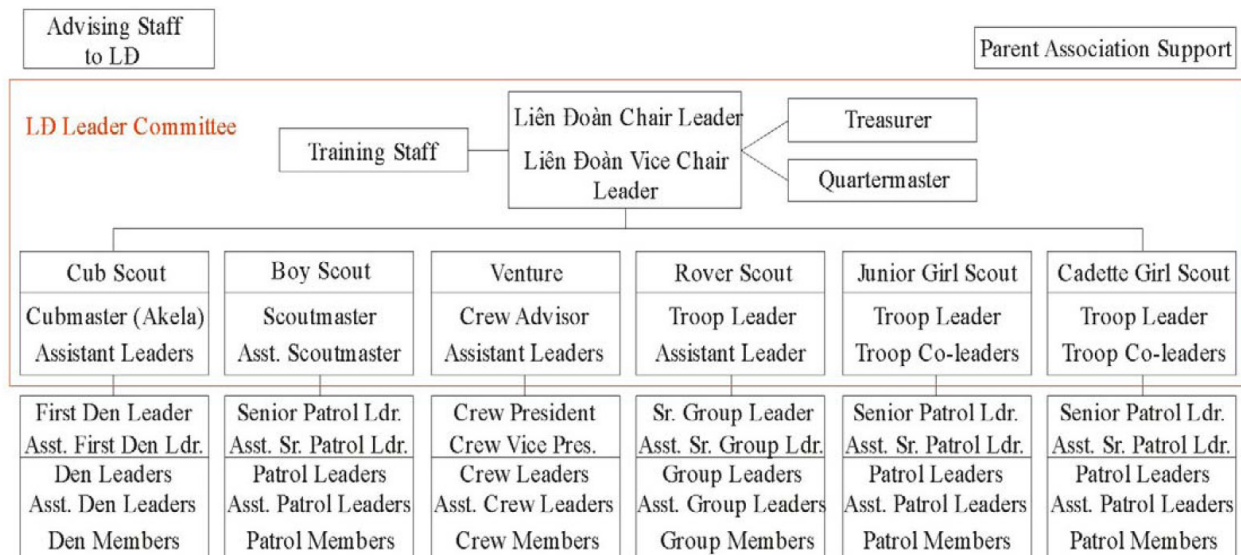 Advising Staff
to LĐ
Parent Association Support
LĐ Leader Committee
Liên Đoàn Chair Leader
Liên Đoàn Vice Chair
Leader
Training Staff
Treasurer
Quartermaster
Cub Scout
Cubmaster (Akela)
Assistant Leaders
First Den Leader
Asst. First Den Ldr.
Den Leaders
Asst. Den Leaders
Den Members
Boy Scout
Scoutmaster
Asst. Scoutmaster
Senior Patrol Ldr.
Asst. Sr. Patrol Ldr.
Patrol Leaders
Asst. Patrol Leaders
Patrol Members
Venture
Crew Advisor
Assistant Leaders
Crew President
Crew Vice Pres.
Crew Leaders
Asst. Crew Leaders
Crew Members
Rover Scout
Troop Leader
Assistant Leader
Sr. Group Leader
Asst. Sr. Group Ldr.
Group Leaders
Asst. Group Leaders
Group Members
Junior Girl Scout
Troop Leader
Troop Co-leaders
Senior Patrol Ldr.
Asst. Sr. Patrol Ldr.
Patrol Leaders
Asst. Patrol Leaders
Patrol Members
Cadette Girl Scout
Troop Leader
Troop Co-leaders
Senior Patrol Ldr.
Asst. Sr. Patrol Ldr.
Patrol Leaders
Asst. Patrol Leaders
Patrol Members